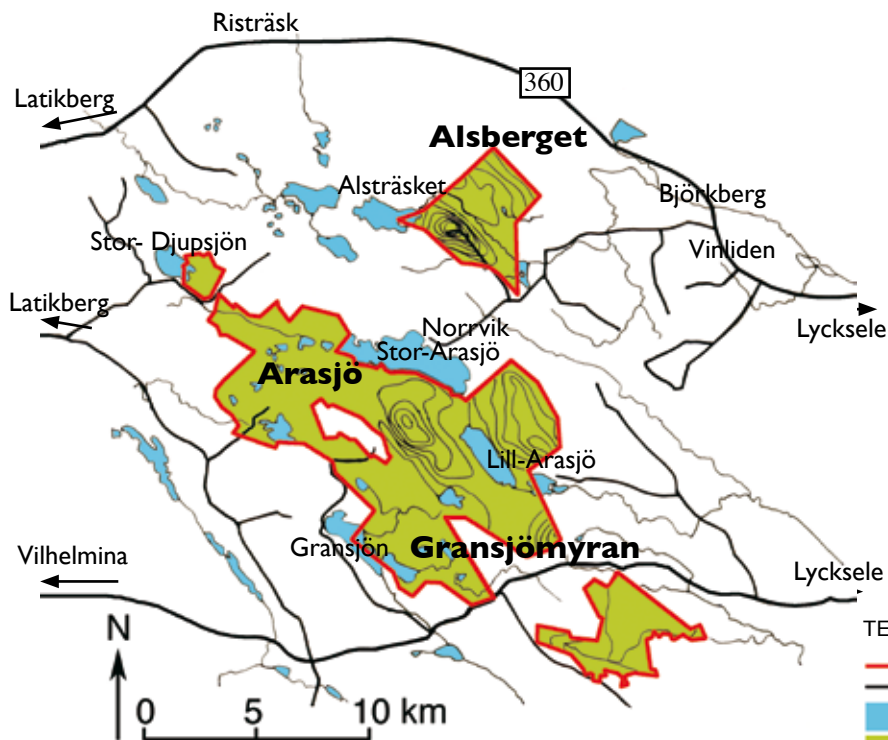 Risträsk
360
Latikberg
Alsberget
Alsträsket
Björkberg
Stor- Djupsjön
Vinliden
Latikberg
Norrvik
Lycksele
Stor-Arasjö
Arasjö
Lill-Arasjö
Gransjön
Gransjömyran
Vilhelmina
Lycksele
N
TE
0 5 10 km